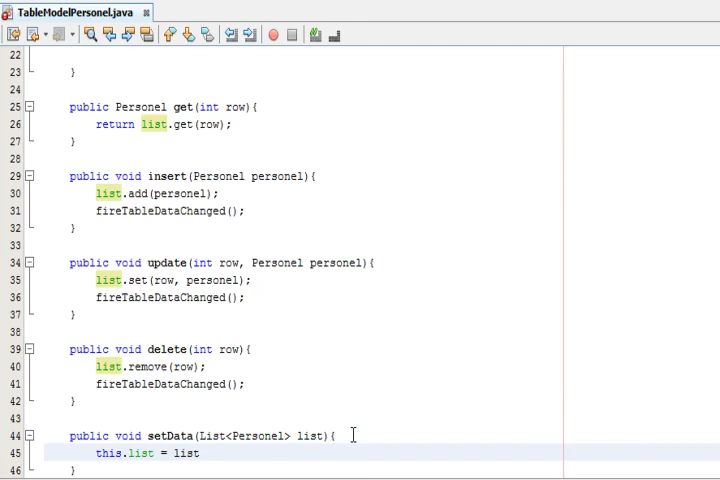 TableModelPersonel.java
22
23 }
24
25 public Personel get(int row){
26 return list.get(row);
27 }
28
29 public void insert(Personel personel){
30 list.add(personel);
31 fireTableDataChanged();
32 }
33
34 public void update(int row, Personel personel){
35 list.set(row, personel);
36 fireTableDataChanged();
37 }
38
39 public void delete(int row){
40 list.remove(row);
41 fireTableDataChanged();
42 }
43
44 public void setData(List<Personel> list){
45 this.list = list
46 }